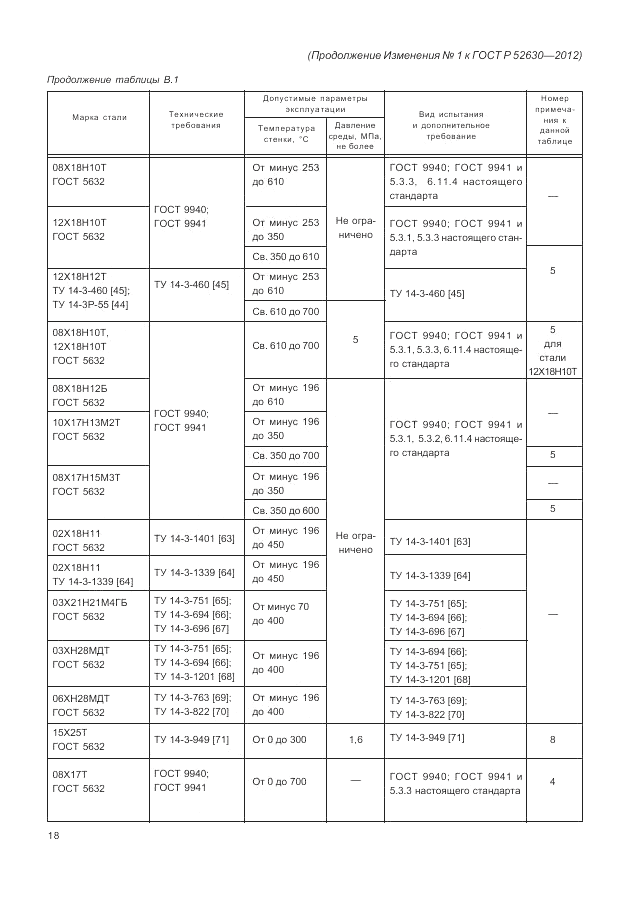 (Продолжение Изменения № 1 к ГОСТ Р 52630—2012)
Продолжение таблицы В.1
Марка стали
Технические
требования
Допустимые параметры
эксплуатации
Температура
стенки, °С
Давление
среды, МПа,
не более
Вид испытания
и дополнительное
требование
Номер
примеча-
ния к
данной
таблице
08Х18Н10Т
ГОСТ 5632
ГОСТ 9940;
ГОСТ 9941
От минус 253
до 610
Не огра-
ничено
ГОСТ 9940; ГОСТ 9941 и
5.3.3, 6.11.4 настоящего
стандарта
—
12Х18Н10Т
ГОСТ 5632
От минус 253
до 350
Св. 350 до 610
ГОСТ 9940; ГОСТ 9941 и
5.3.1, 5.3.3 настоящего стан-
дарта
5
12Х18Н12Т
ТУ 14-3-460 [45];
ТУ 14-3Р-55 [44]
ТУ 14-3-460 [45]
От минус 253
до 610
Св. 610 до 700
ТУ 14-3-460 [45]
5
08Х18Н10Т,
12Х18Н10Т
ГОСТ 5632
ГОСТ 9940;
ГОСТ 9941
Св. 610 до 700
ГОСТ 9940; ГОСТ 9941 и
5.3.1, 5.3.3, 6.11.4 настояще-
го стандарта
5
для
стали
12Х18Н10Т
08Х18Н12Б
ГОСТ 5632
От минус 196
до 610
Не огра-
ничено
ГОСТ 9940; ГОСТ 9941 и
5.3.1, 5.3.2, 6.11.4 настояще-
го стандарта
—
10Х17Н13М2Т
ГОСТ 5632
От минус 196
до 350
Св. 350 до 700
5
08Х17Н15М3Т
ГОСТ 5632
От минус 196
до 350
—
Св. 350 до 600
5
02Х18Н11
ГОСТ 5632
ТУ 14-3-1401 [63]
От минус 196
до 450
ТУ 14-3-1401 [63]
—
02Х18Н11
ТУ 14-3-1339 [64]
ТУ 14-3-1339 [64]
От минус 196
до 450
ТУ 14-3-1339 [64]
03Х21Н21М4ГБ
ГОСТ 5632
ТУ 14-3-751 [65];
ТУ 14-3-694 [66];
ТУ 14-3-696 [67]
От минус 70
до 400
ТУ 14-3-751 [65];
ТУ 14-3-694 [66];
ТУ 14-3-696 [67]
03ХН28МДТ
ГОСТ 5632
ТУ 14-3-751 [65];
ТУ 14-3-694 [66];
ТУ 14-3-1201 [68]
От минус 196
до 400
ТУ 14-3-694 [66];
ТУ 14-3-751 [65];
ТУ 14-3-1201 [68]
06ХН28МДТ
ГОСТ 5632
ТУ 14-3-763 [69];
ТУ 14-3-822 [70]
От минус 196
до 400
ТУ 14-3-763 [69];
ТУ 14-3-822 [70]
15Х25Т
ГОСТ 5632
ТУ 14-3-949 [71]
От 0 до 300
1,6
ТУ 14-3-949 [71]
8
08Х17Т
ГОСТ 5632
ГОСТ 9940;
ГОСТ 9941
От 0 до 700
—
ГОСТ 9940; ГОСТ 9941 и
5.3.3 настоящего стандарта
4
18